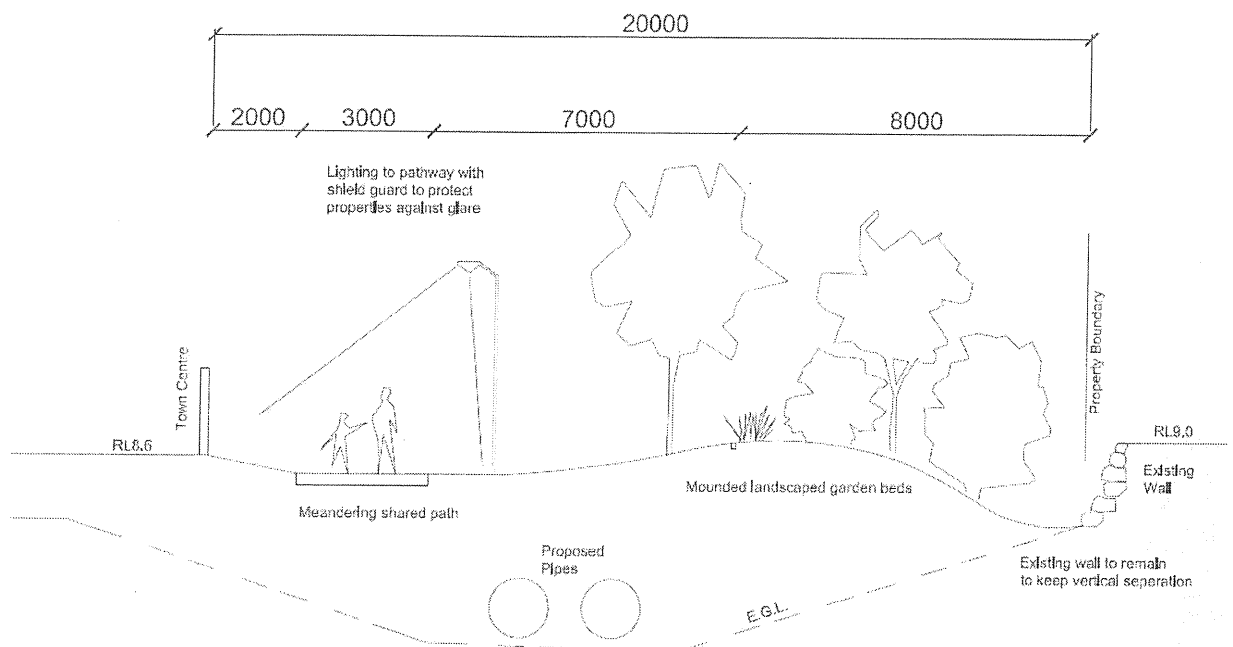 20000
2000
3000
7000
8000
Lighting to pathway with
shield guard to protect
properties against glare
Town Centre
Property Boundary
RL8.6
RL9.0
Existing
Wall
Mounded landscaped garden beds
Meandering shared path
Proposed
Pipes
Existing wall to remain
to keep vertical seperation
E.G.L.